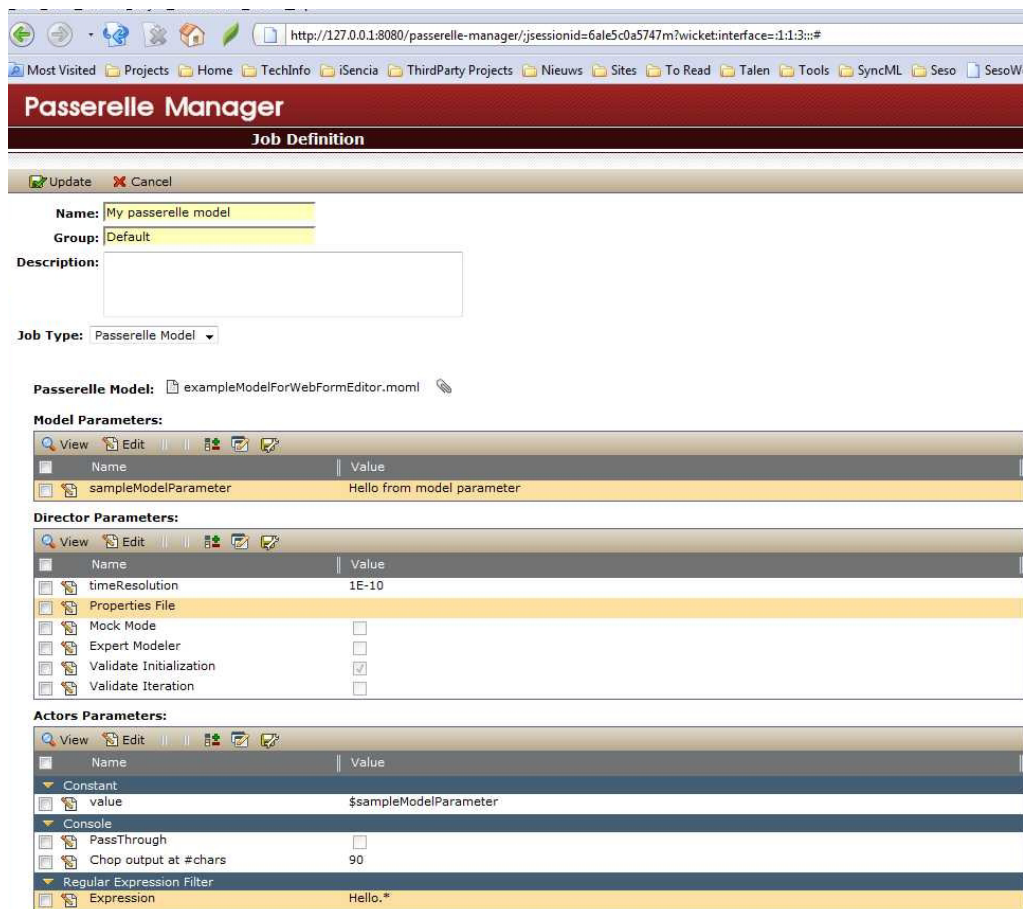 http://127.0.0.1:8080/passerelle-manager/;jsessionid=6ale5c0a5747m?wicket:interface=:1:1:3:::#
Most Visited Projects Home TechInfo iSencia ThirdParty Projects Nieuws Sites To Read Talen Tools SyncML Seso SesoW
Passerelle Manager
Job Definition
Update Cancel
Name: My passerelle model
Group: Default
Description:
Job Type: Passerelle Model
Passerelle Model: exampleModelForWebFormEditor.moml
Model Parameters:
View Edit
Name Value
sampleModelParameter Hello from model parameter
Director Parameters:
View Edit
Name Value
timeResolution 1E-10
Properties File
Mock Mode
Expert Modeler
Validate Initialization
Validate Iteration
Actors Parameters:
View Edit
Name Value
Constant
value $sampleModelParameter
Console
PassThrough
Chop output at #chars 90
Regular Expression Filter
Expression Hello.*